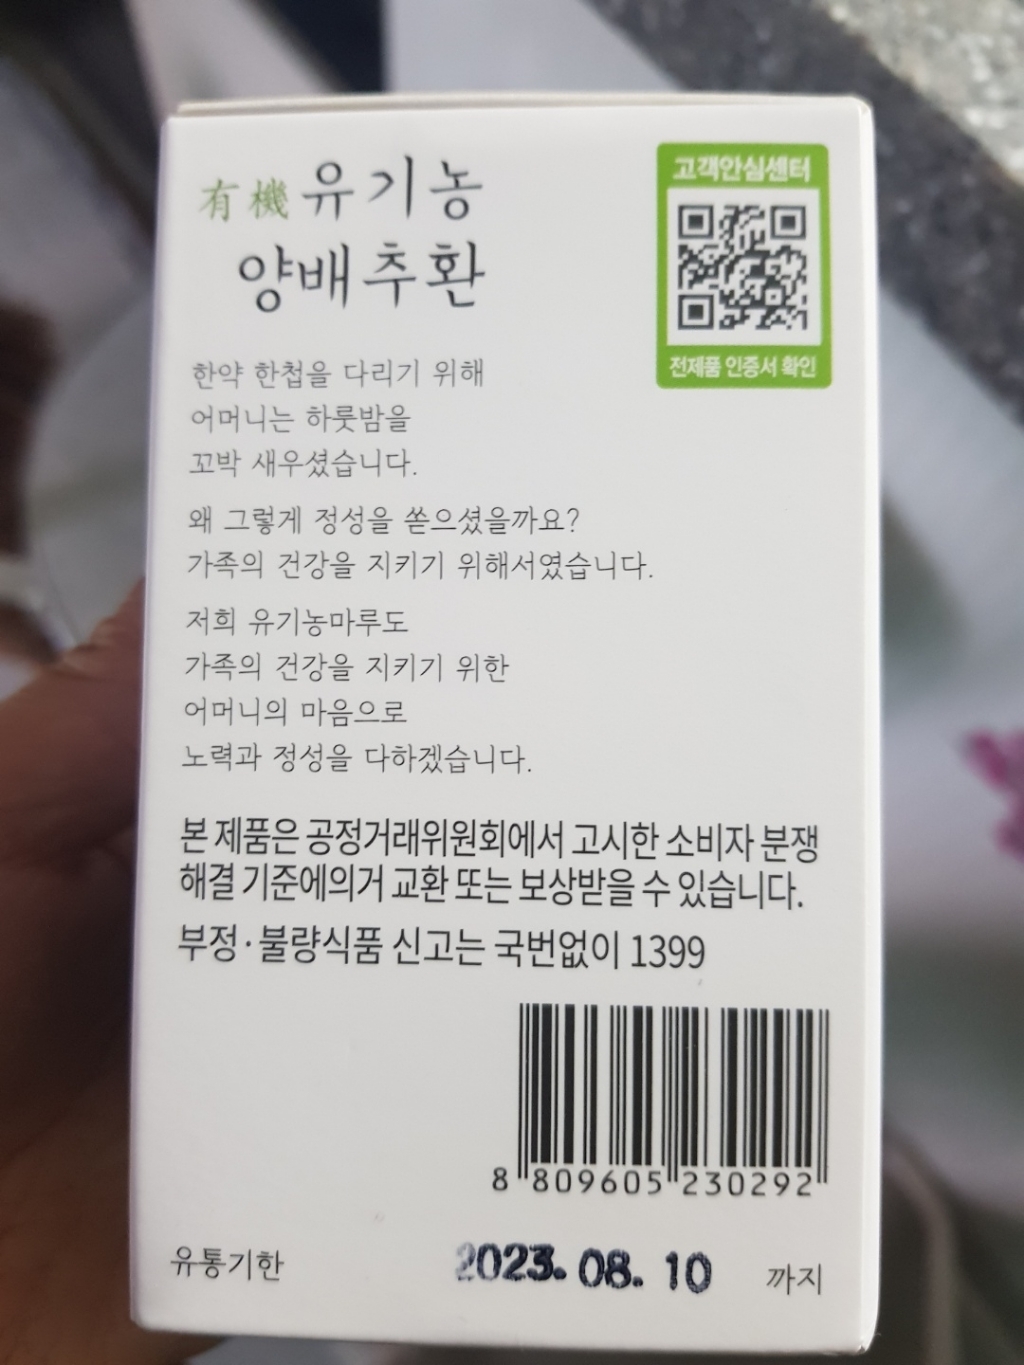 有機 유기농
양배추환
고객안심센터
전제품 인증서 확인
한약 한첩을 다리기 위해
어머니는 하룻밤을
꼬박 새우셨습니다.
왜 그렇게 정성을 쏟으셨을까요?
가족의 건강을 지키기 위해서였습니다.
저희 유기농마루도
가족의 건강을 지키기 위한
어머니의 마음으로
노력과 정성을 다하겠습니다.
본 제품은 공정거래위원회에서 고시한 소비자 분쟁
해결 기준에의거 교환 또는 보상받을 수 있습니다.
부정·불량식품 신고는 국번없이 1399
8 809605 230292
유통기한 2023. 08. 10 까지